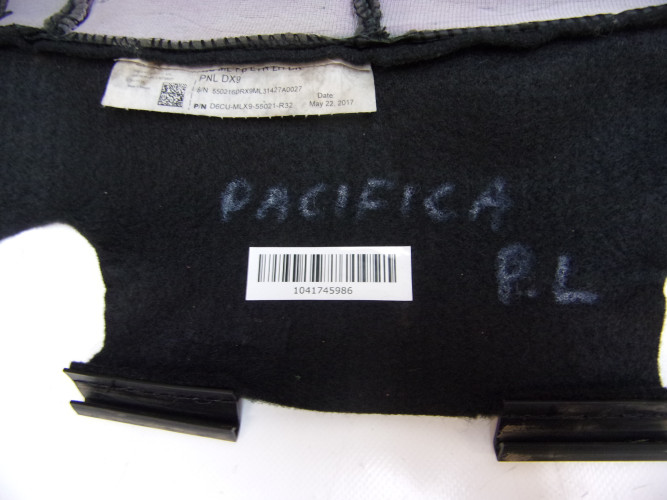 PNL DX9
Date:
P/N D6CU-MLX9-55021-R32 May 22, 2017
PACIFICA
1041745986
P.L